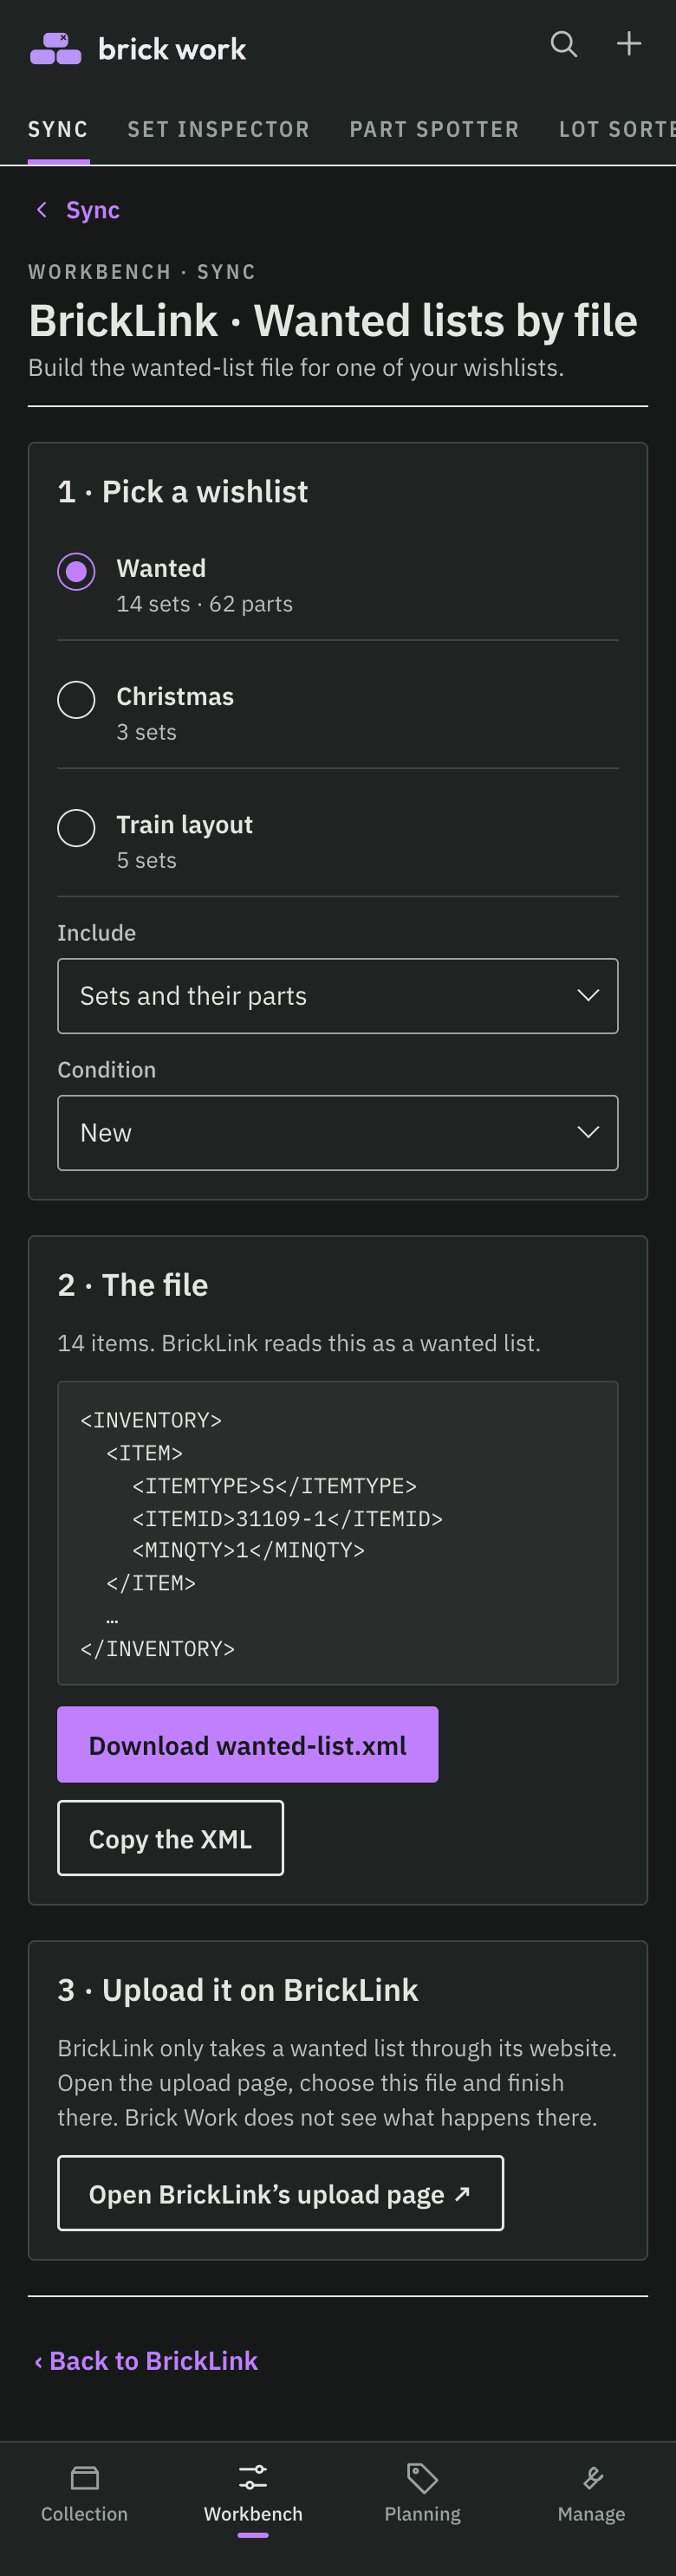 brick work
SYNC SET INSPECTOR PART SPOTTER LOT SORTE
Sync
WORKBENCH · SYNC
BrickLink · Wanted lists by file
Build the wanted-list file for one of your wishlists.
1 · Pick a wishlist
Wanted
14 sets · 62 parts
Christmas
3 sets
Train layout
5 sets
Include
Sets and their parts
Condition
New
2 · The file
14 items. BrickLink reads this as a wanted list.
<INVENTORY>
  <ITEM>
    <ITEMTYPE>S</ITEMTYPE>
    <ITEMID>31109-1</ITEMID>
    <MINQTY>1</MINQTY>
  </ITEM>
  …
</INVENTORY>
Download wanted-list.xml
Copy the XML
3 · Upload it on BrickLink
BrickLink only takes a wanted list through its website.
Open the upload page, choose this file and finish
there. Brick Work does not see what happens there.
Open BrickLink’s upload page ↗
‹ Back to BrickLink
Collection Workbench Planning Manage